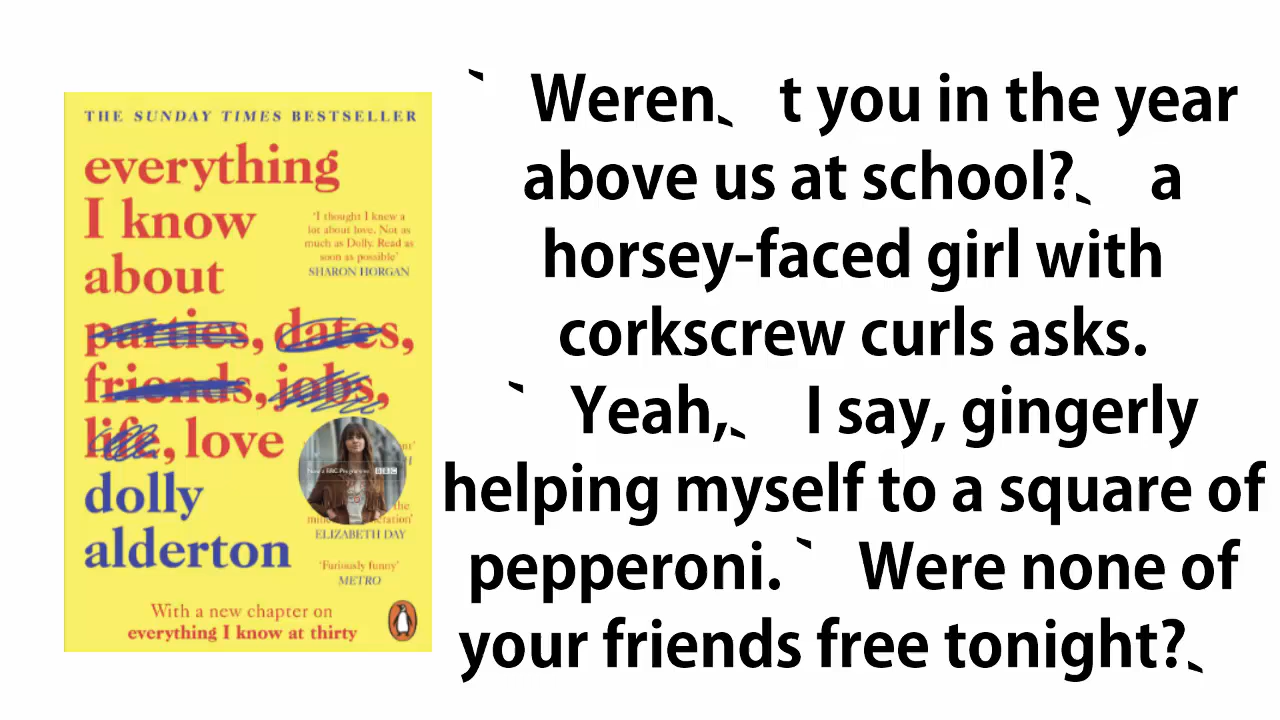 THE SUNDAY TIMES BESTSELLER
everything
I know
about
parties, dates,
friends, jobs,
life, love
dolly
alderton
'I thought I knew a
lot about love. Not as
much as Dolly. Read as
soon as possible'
SHARON HORGAN
Now a BBC Programme BBC
ELIZABETH DAY
'Furiously funny'
METRO
With a new chapter on
everything I know at thirty
`Weren、t you in the year
above us at school?、 a
horsey-faced girl with
corkscrew curls asks.
`Yeah,、 I say, gingerly
helping myself to a square of
pepperoni.`Were none of
your friends free tonight?、